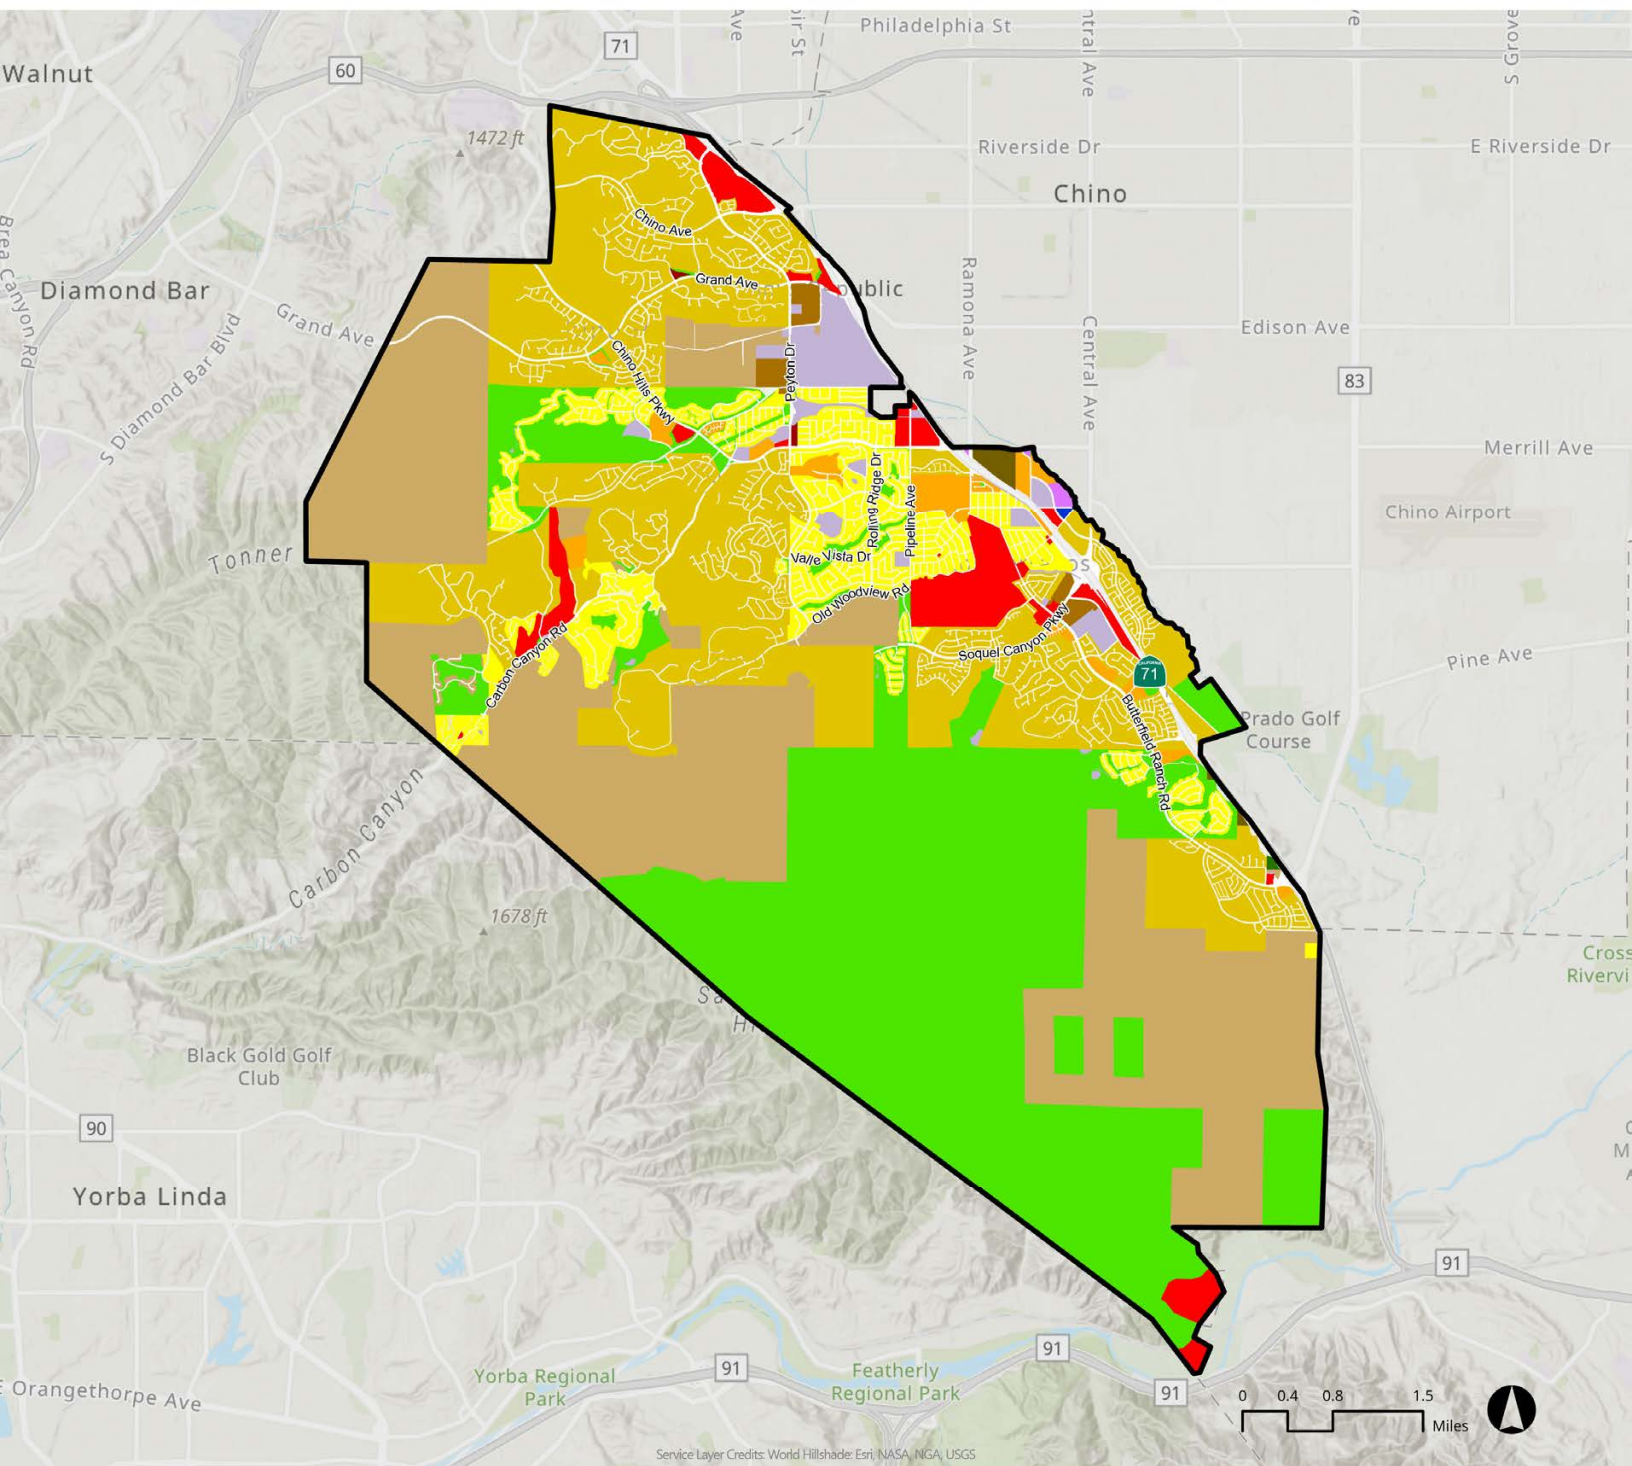 Philadelphia St
71
60
Walnut
Ave
Riverside Dr
E Riverside Dr
1472 ft
Chino
Chino Ave
Brea Canyon Rd
Diamond Bar
Grand Ave
Grand Ave
Ramona Ave
Central Ave
Edison Ave
S Diamond Bar Blvd
Chino Hills Pkwy
Peyton Dr
83
Merrill Ave
Rolling Ridge Dr
Pipeline Ave
Chino Airport
Tonner
Valle Vista Dr
Old Woodview Rd
Soquel Canyon Pkwy
Carbon Canyon Rd
CALIFORNIA
71
Pine Ave
Butterfield Ranch Rd
Prado Golf
Course
Carbon Canyon
1678 ft
Black Gold Golf
Club
90
Yorba Linda
91
Yorba Regional
Park
91
91
Featherly
Regional Park
91
E Orangethorpe Ave
0 0.4 0.8 1.5
Miles
Service Layer Credits: World Hillshade: Esri, NASA, NGA, USGS